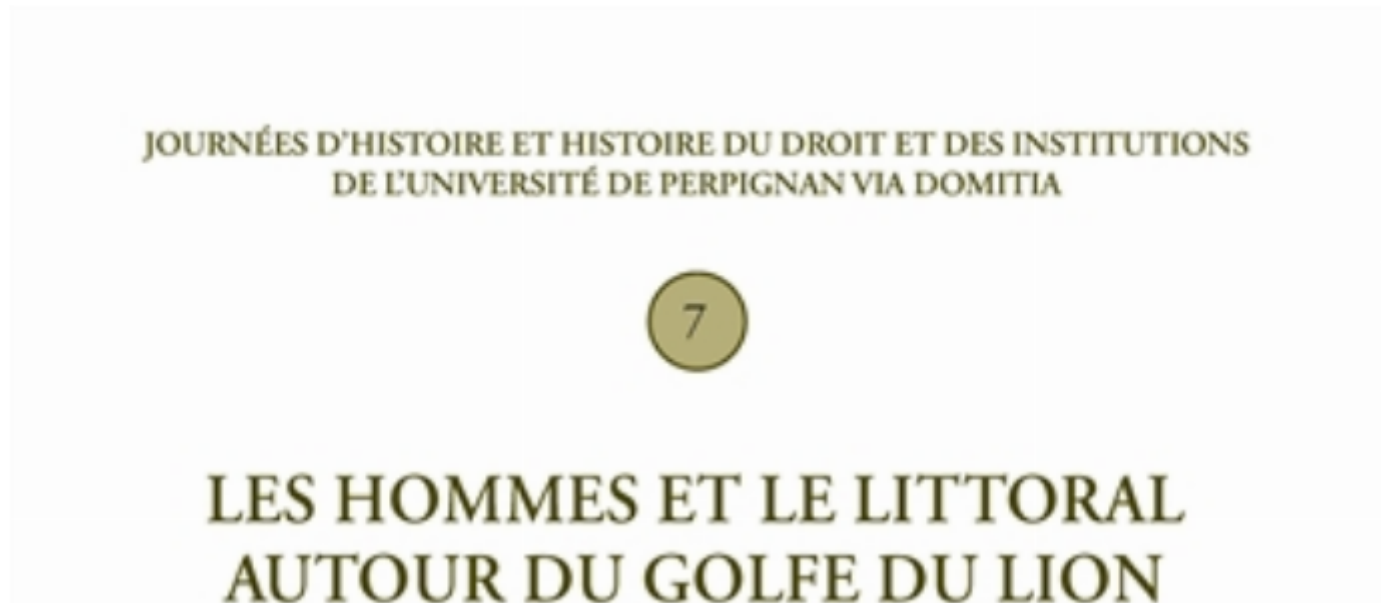 JOURNÉES D'HISTOIRE ET HISTOIRE DU DROIT ET DES INSTITUTIONS
DE L'UNIVERSITÉ DE PERPIGNAN VIA DOMITIA
7
LES HOMMES ET LE LITTORAL
AUTOUR DU GOLFE DU LION